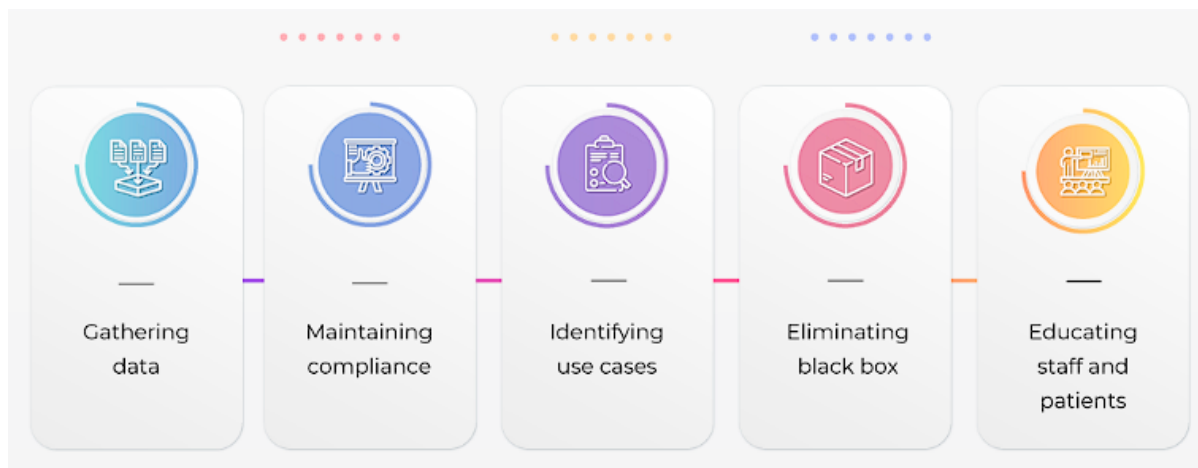 Gathering
data
Maintaining
compliance
Identifying
use cases
Eliminating
black box
Educating
staff and
patients